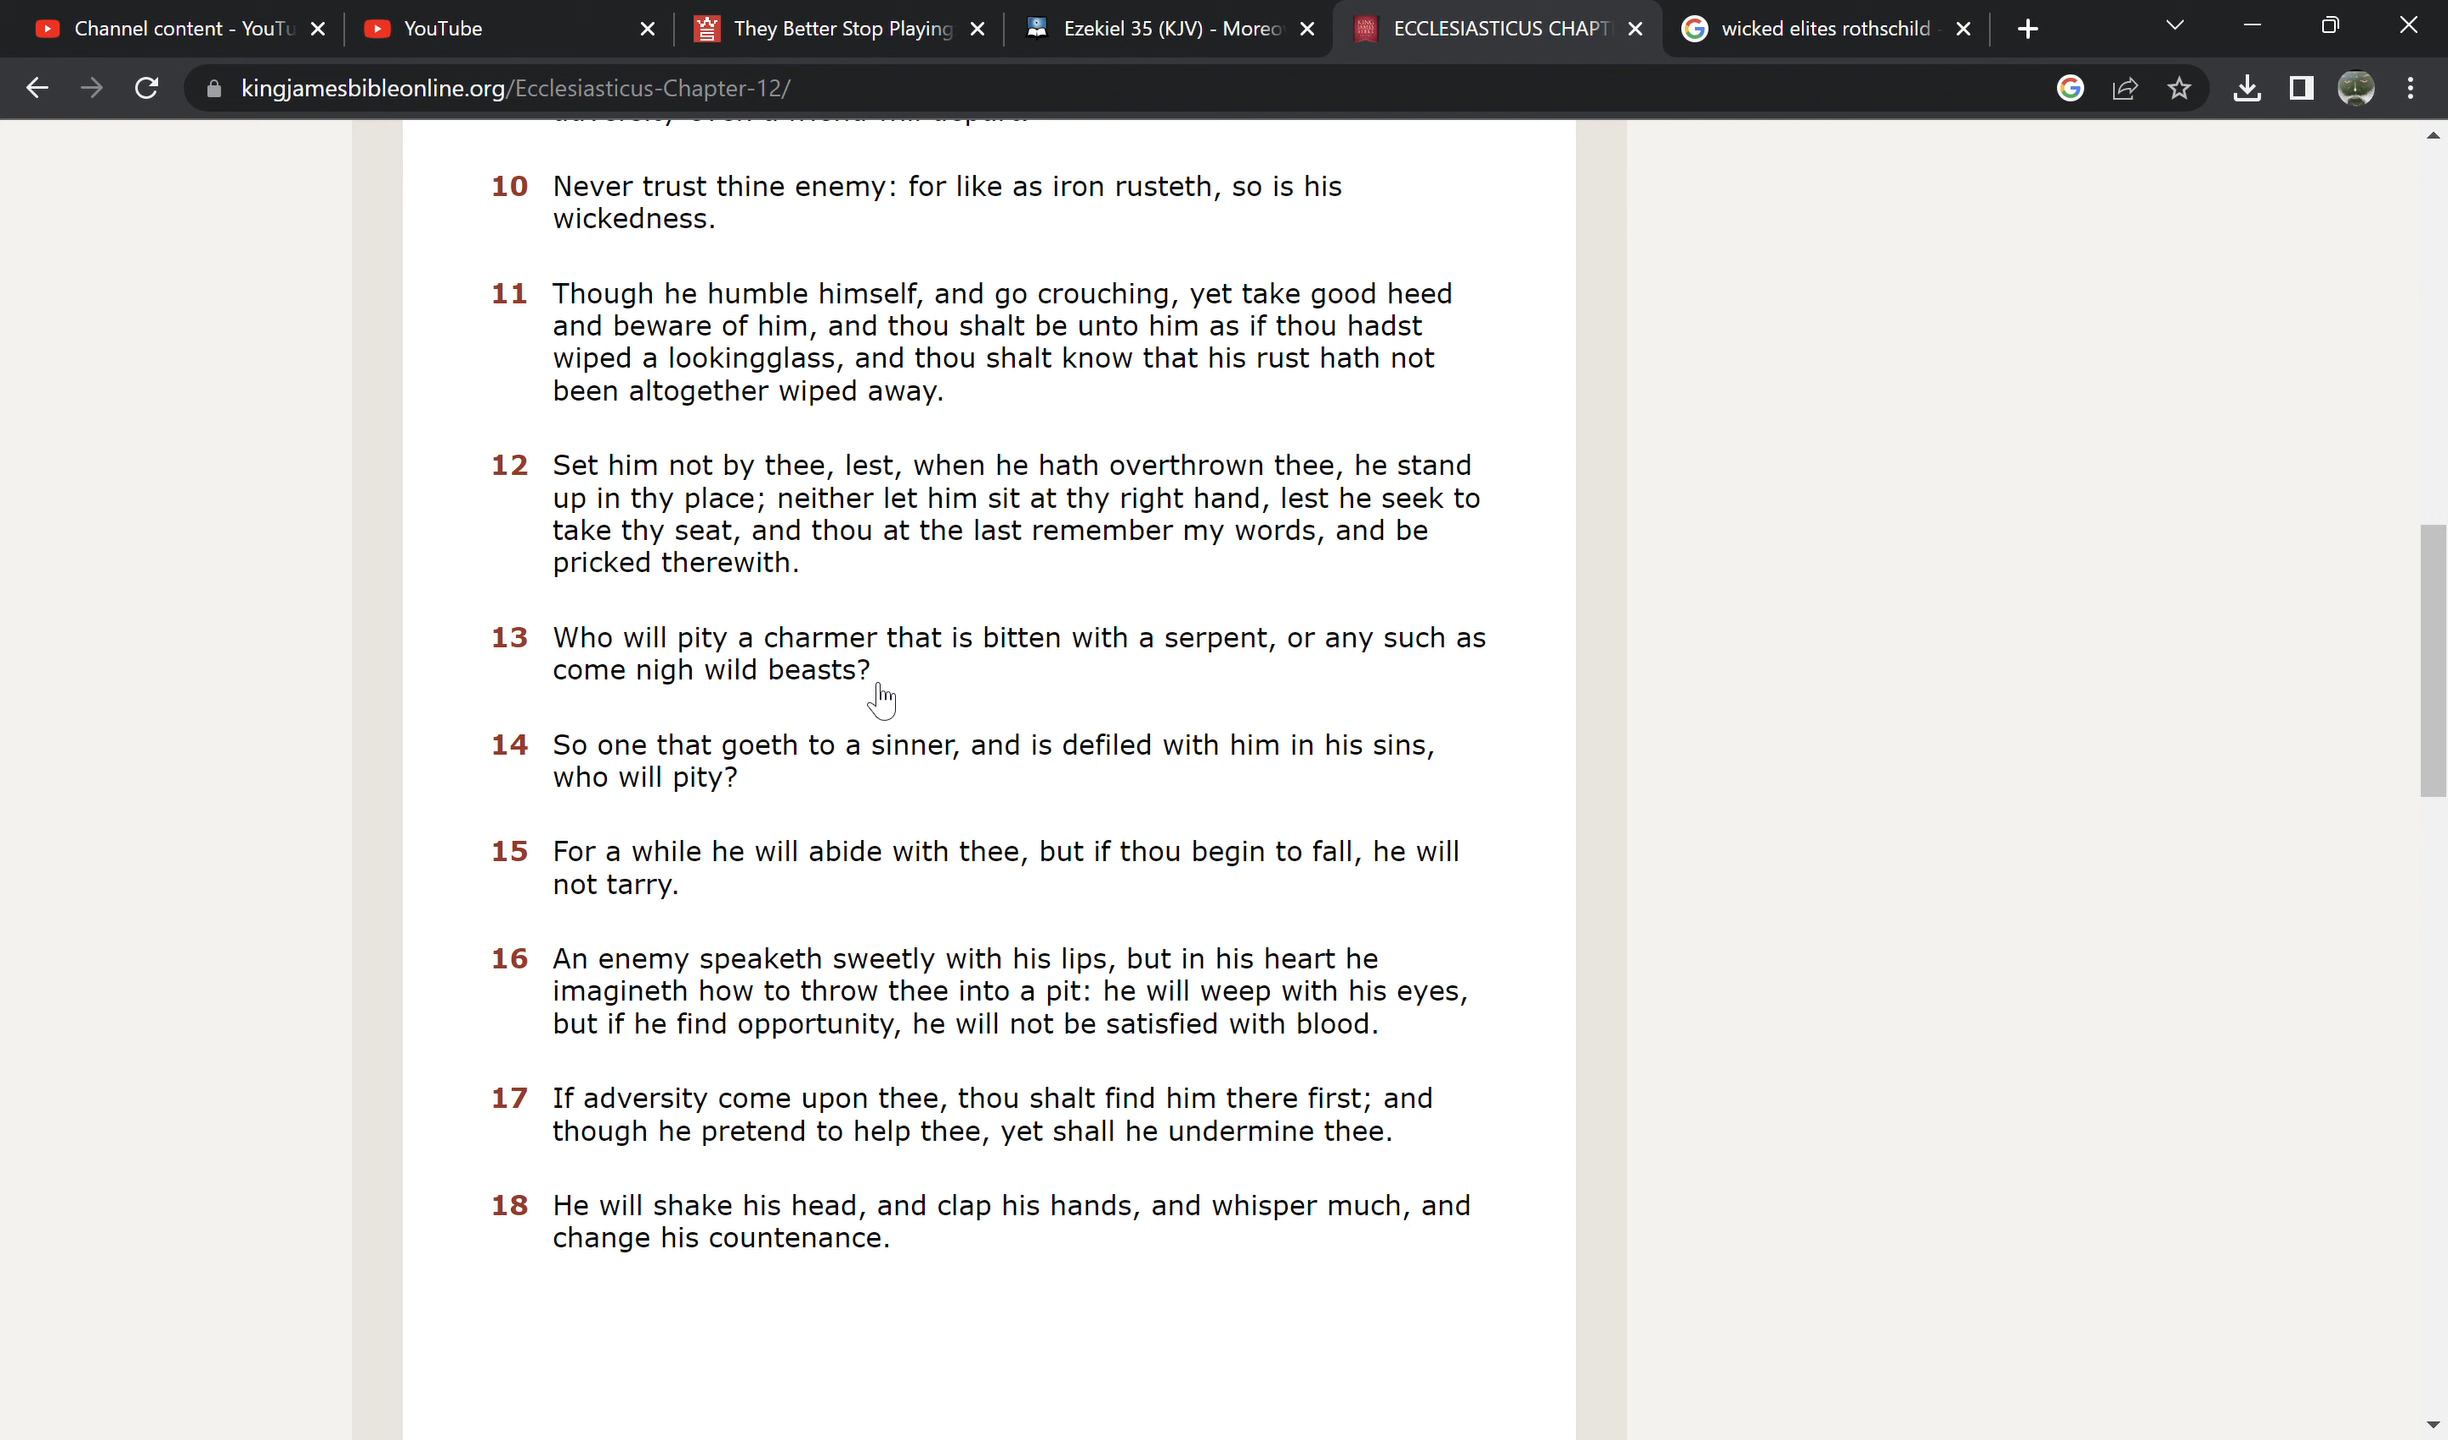 Channel content - YouTu
YouTube
They Better Stop Playing
Ezekiel 35 (KJV) - Moreo
ECCLESIASTICUS CHAPT
wicked elites rothschild -
kingjamesbibleonline.org/Ecclesiasticus-Chapter-12/
10 Never trust thine enemy: for like as iron rusteth, so is his
wickedness.
11 Though he humble himself, and go crouching, yet take good heed
and beware of him, and thou shalt be unto him as if thou hadst
wiped a lookingglass, and thou shalt know that his rust hath not
been altogether wiped away.
12 Set him not by thee, lest, when he hath overthrown thee, he stand
up in thy place; neither let him sit at thy right hand, lest he seek to
take thy seat, and thou at the last remember my words, and be
pricked therewith.
13 Who will pity a charmer that is bitten with a serpent, or any such as
come nigh wild beasts?
14 So one that goeth to a sinner, and is defiled with him in his sins,
who will pity?
15 For a while he will abide with thee, but if thou begin to fall, he will
not tarry.
16 An enemy speaketh sweetly with his lips, but in his heart he
imagineth how to throw thee into a pit: he will weep with his eyes,
but if he find opportunity, he will not be satisfied with blood.
17 If adversity come upon thee, thou shalt find him there first; and
though he pretend to help thee, yet shall he undermine thee.
18 He will shake his head, and clap his hands, and whisper much, and
change his countenance.